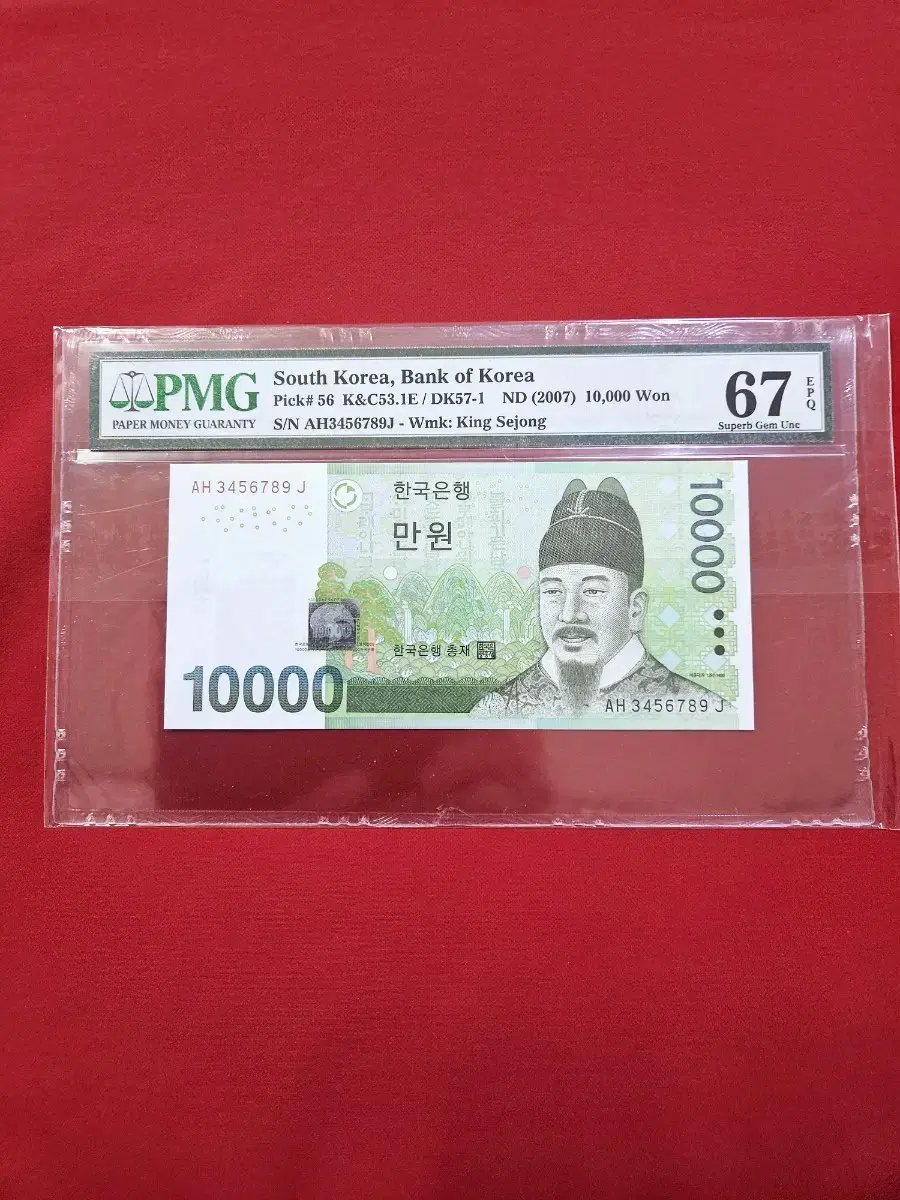 PMG
PAPER MONEY GUARANTY
South Korea, Bank of Korea
Pick# 56 K&C53.1E / DK57-1 ND (2007) 10,000 Won
S/N AH3456789J - Wmk: King Sejong
67
EPQ
Superb Gem Unc
AH 3456789 J
한국은행
만원
10000
한국은행 총재
10000
AH 3456789 J